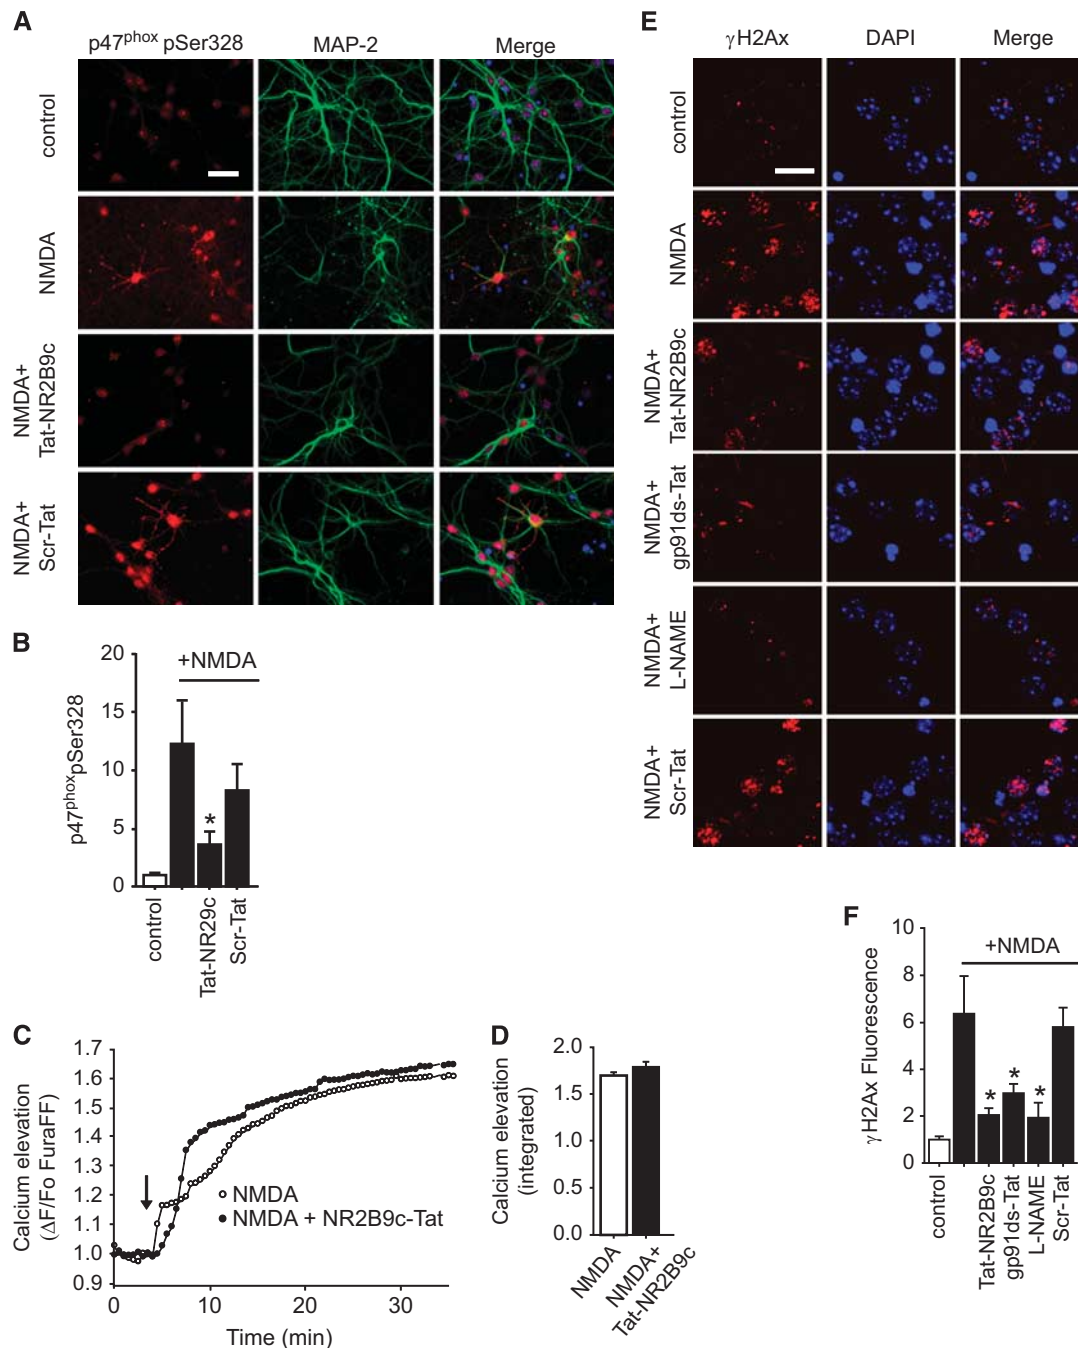 A
p47phox pSer328 MAP-2 Merge
control
NMDA
NMDA+
Tat-NR2B9c
NMDA+
Scr-Tat
B
+NMDA
p47phoxpSer328
20
15
10
5
0
control
Tat-NR29c
*
Scr-Tat
C
Calcium elevation
(ΔF/Fo FuraFF)
1.7
1.6
1.5
1.4
1.3
1.2
1.1
1.0
0.9
NMDA
NMDA + NR2B9c-Tat
0 10 20 30
Time (min)
D
Calcium elevation
(integrated)
2.0
1.5
1.0
0.5
0.0
NMDA
NMDA+
Tat-NR2B9c
E
γH2Ax DAPI Merge
control
NMDA
NMDA+
Tat-NR2B9c
NMDA+
gp91ds-Tat
NMDA+
L-NAME
NMDA+
Scr-Tat
F
+NMDA
γH2Ax Fluorescence
10
8
6
4
2
0
* * *
control
Tat-NR2B9c
gp91ds-Tat
L-NAME
Scr-Tat